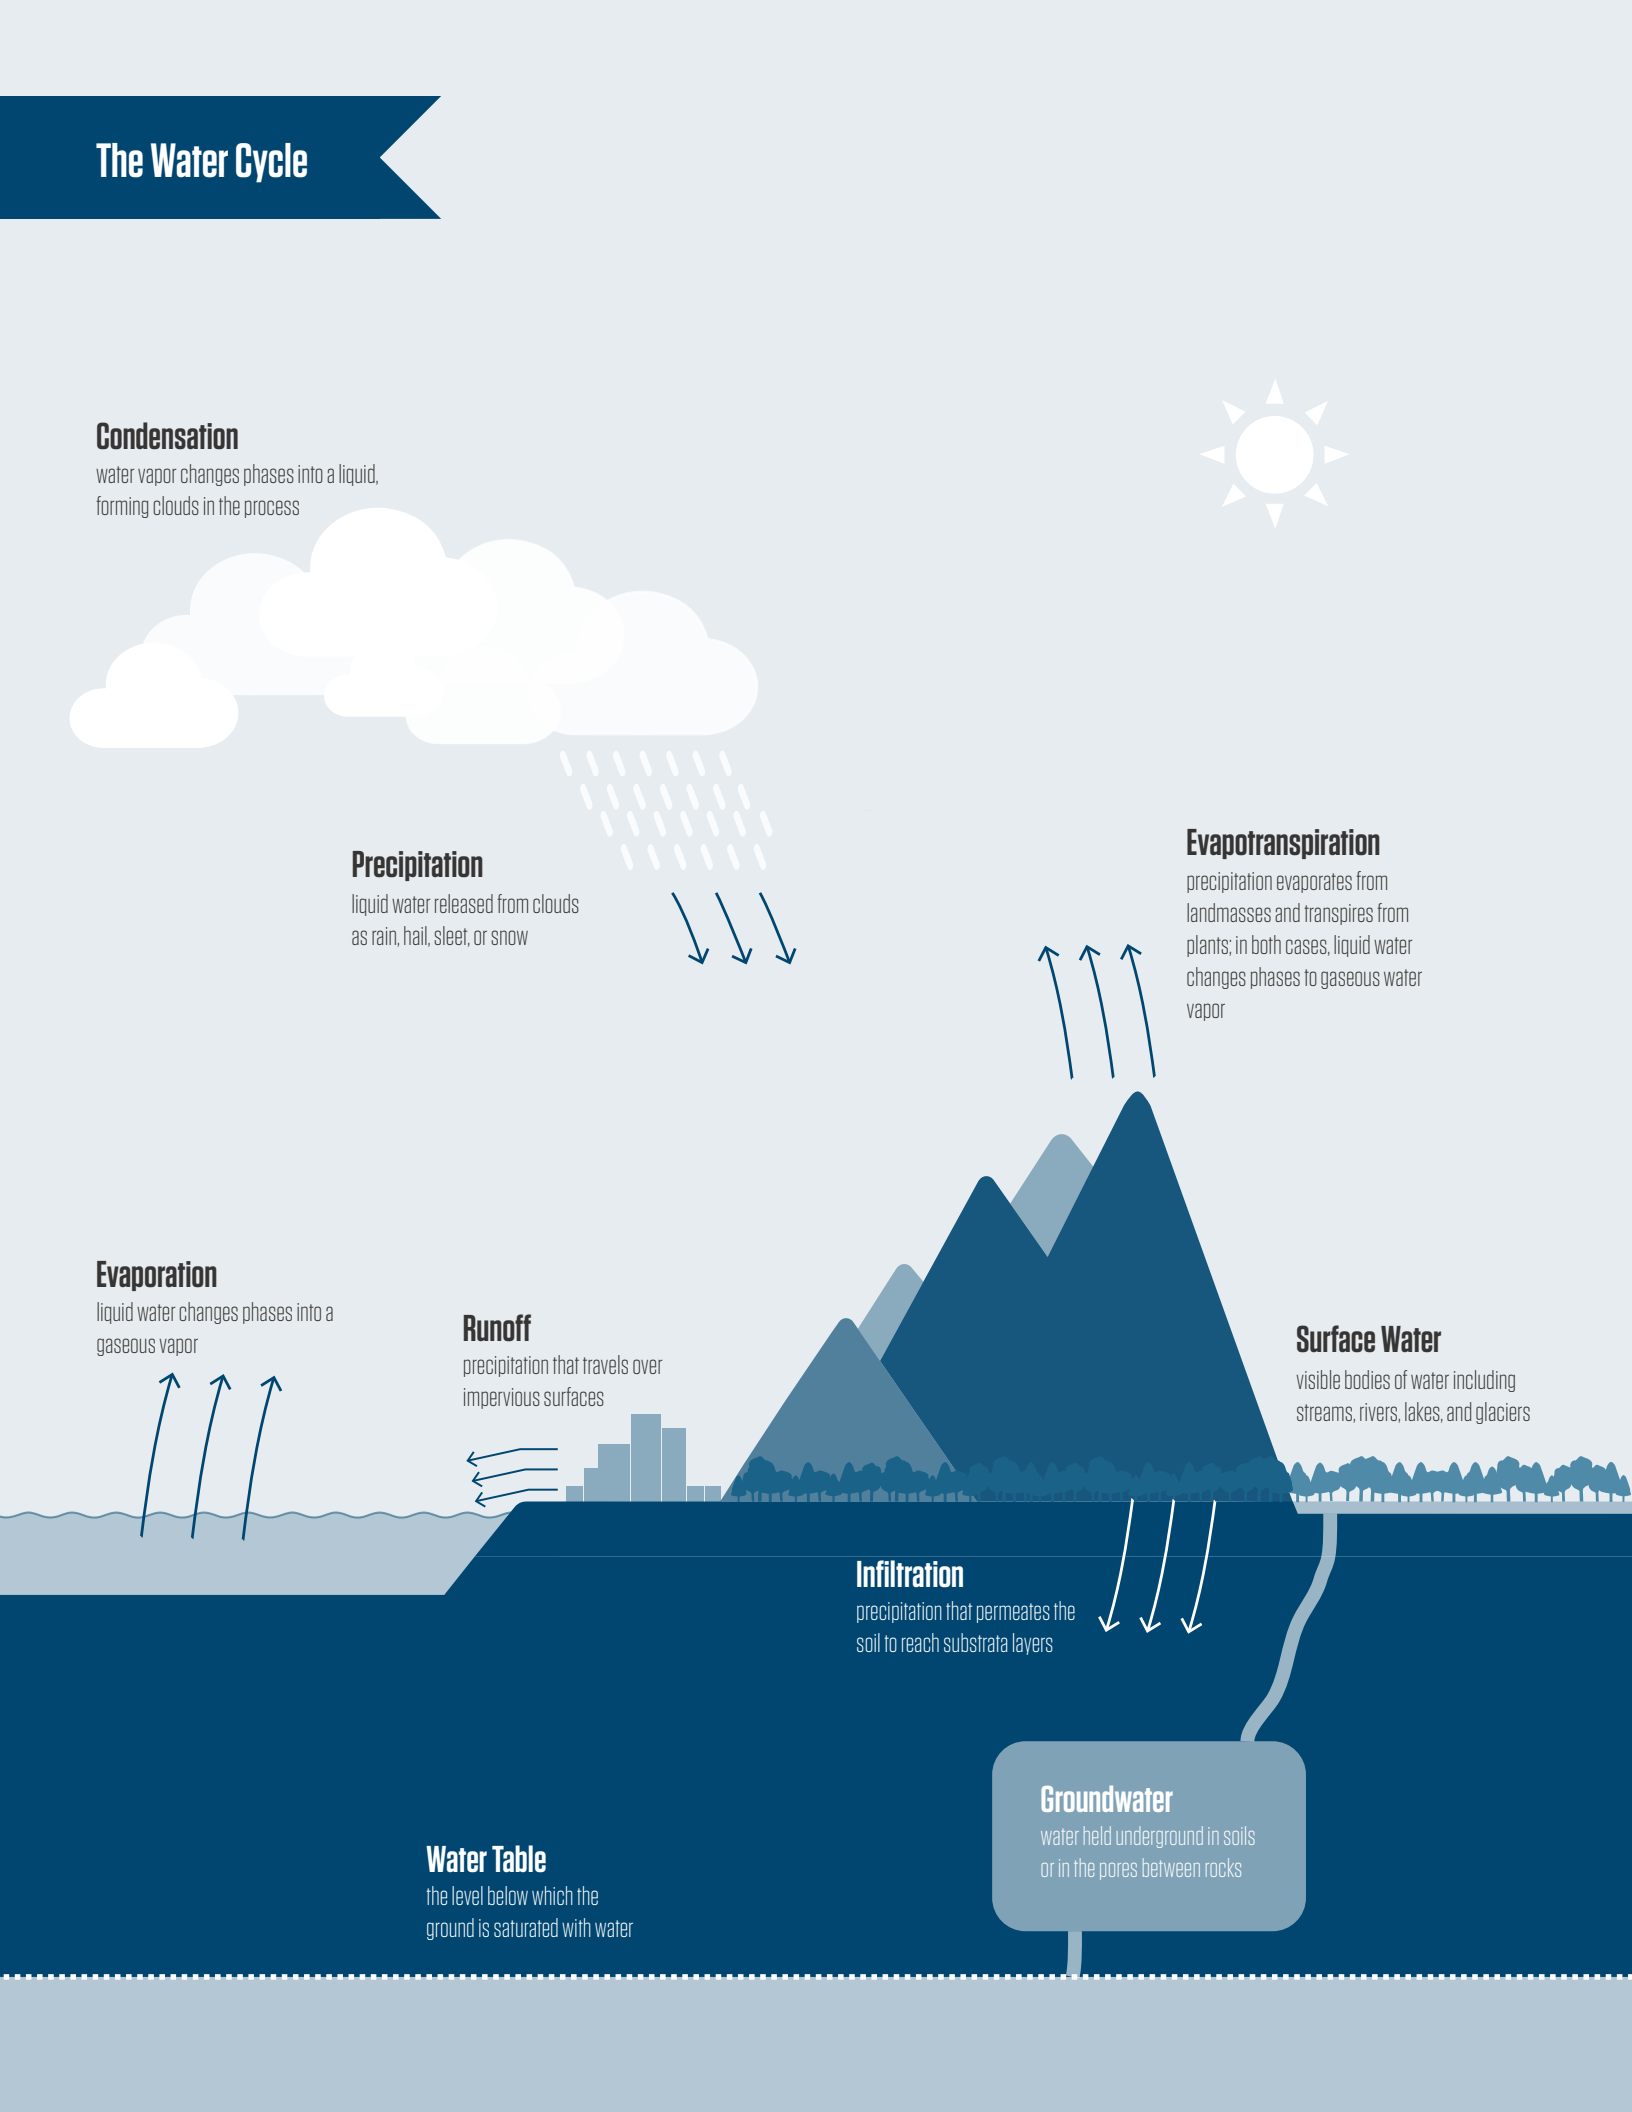 The Water Cycle
Condensation
water vapor changes phases into a liquid,
forming clouds in the process
Precipitation
liquid water released from clouds
as rain, hail, sleet, or snow
Evapotranspiration
precipitation evaporates from
landmasses and transpires from
plants; in both cases, liquid water
changes phases to gaseous water
vapor
Evaporation
liquid water changes phases into a
gaseous vapor
Runoff
precipitation that travels over
impervious surfaces
Surface Water
visible bodies of water including
streams, rivers, lakes, and glaciers
Infiltration
precipitation that permeates the
soil to reach substrata layers
Groundwater
water held underground in soils
or in the pores between rocks
Water Table
the level below which the
ground is saturated with water